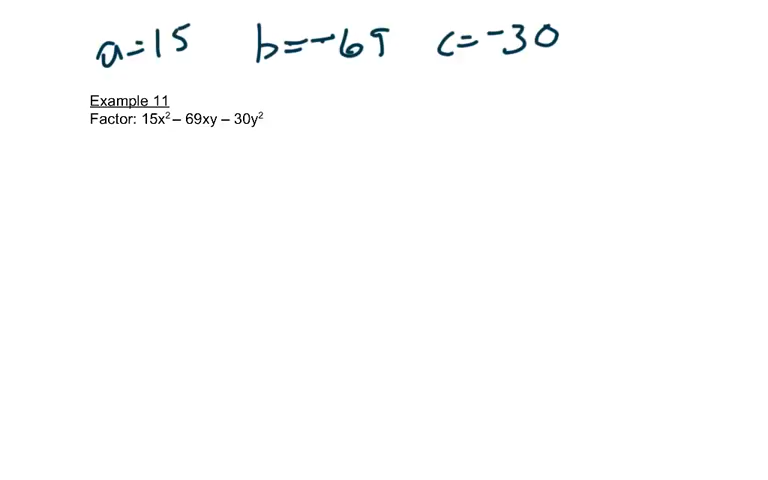 a=15 b=-69 c=-30
Example 11
Factor: 15x² – 69xy – 30y²